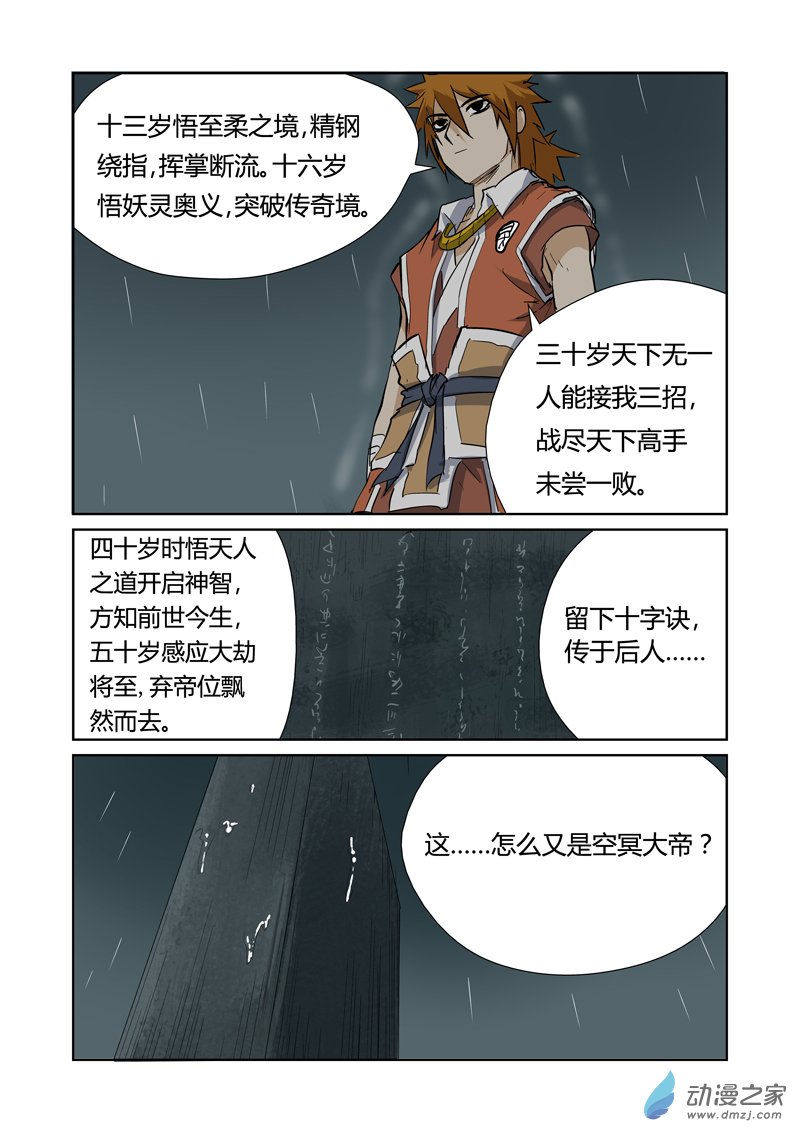 十三岁悟至柔之境，精钢
绕指，挥掌断流。十六岁
悟妖灵奥义，突破传奇境。
三十岁天下无一
人能接我三招，
战尽天下高手
未尝一败。
四十岁时悟天人
之道开启神智，
方知前世今生，
五十岁感应大劫
将至，弃帝位飘
然而去。
留下十字诀，
传于后人……
这……怎么又是空冥大帝？
动漫之家
www.dmzj.com